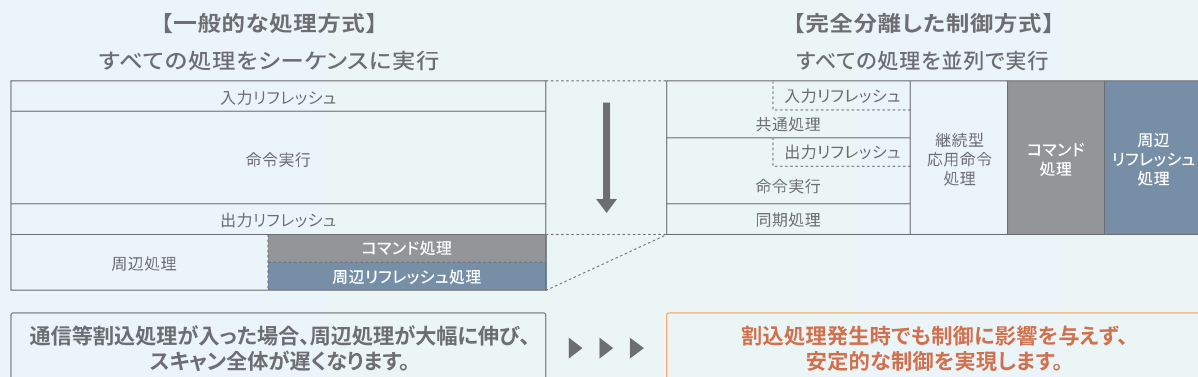 【一般的な処理方式】
すべての処理をシーケンスに実行
入力リフレッシュ
命令実行
出力リフレッシュ
周辺処理
コマンド処理
周辺リフレッシュ処理
通信等割込処理が入った場合、周辺処理が大幅に伸び、
スキャン全体が遅くなります。
【完全分離した制御方式】
すべての処理を並列で実行
入力リフレッシュ
共通処理
出力リフレッシュ
命令実行
同期処理
継続型
応用命令
処理
コマンド
処理
周辺
リフレッシュ
処理
割込処理発生時でも制御に影響を与えず、
安定的な制御を実現します。